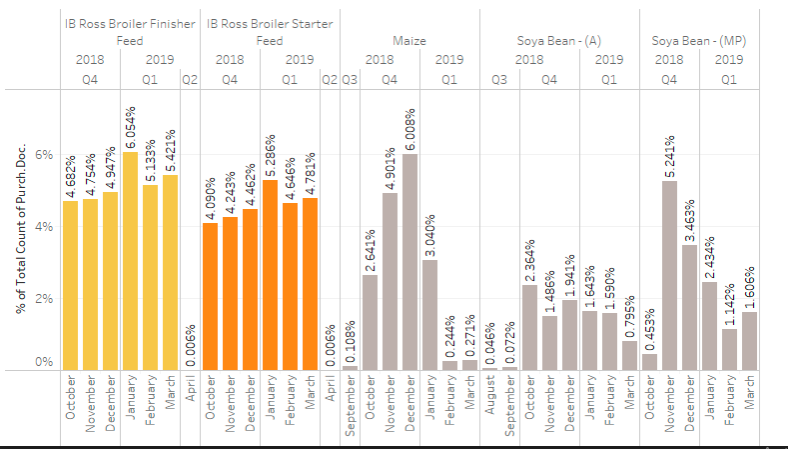 IB Ross Broiler Finisher Feed IB Ross Broiler Starter Feed Maize Soya Bean - (A) Soya Bean - (MP)
2018 2019 2018 2019 2018 2019 2018 2019 2018 2019
Q4 Q1 Q2 Q4 Q1 Q2 Q3 Q4 Q1 Q3 Q4 Q1 Q4 Q1
% of Total Count of Purch.Doc.
6%
4%
2%
0%
4.682% 4.754% 4.947% 6.054% 5.133% 5.421% 0.006% 4.090% 4.243% 4.462% 5.286% 4.646% 4.781% 0.006% 0.108% 2.641% 4.901% 6.008% 3.040% 0.244% 0.271% 0.046% 0.072% 2.364% 1.486% 1.941% 1.643% 1.590% 0.795% 0.453% 5.241% 3.463% 2.434% 1.142% 1.606%
October November December January February March April October November December January February March April September October November December January February March August September October November December January February March October November December January February March